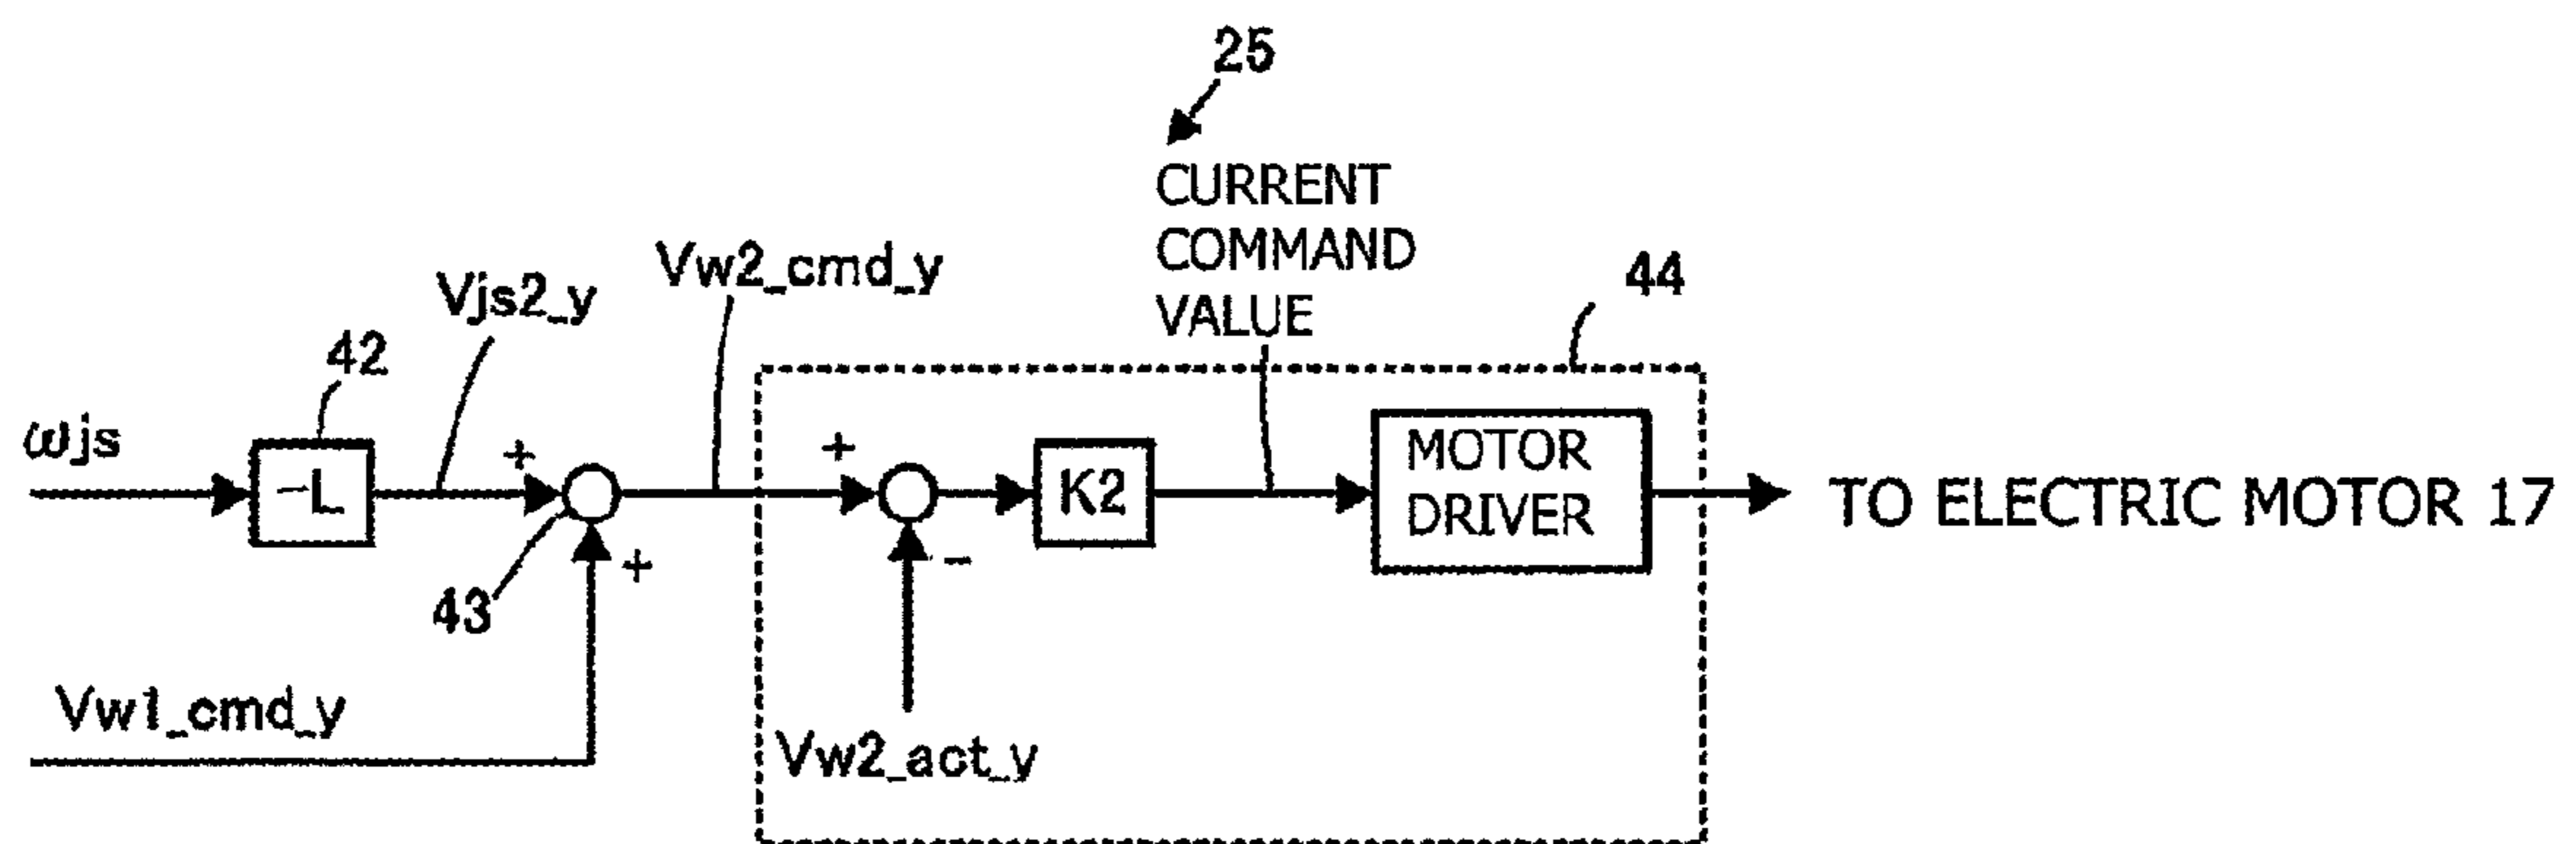 25
CURRENT
COMMAND
VALUE
44
Vw2_cmd_y
Vjs2_y
42
ωjs
-L
+
+
43
Vw1_cmd_y
+
-
K2
MOTOR
DRIVER
TO ELECTRIC MOTOR 17
Vw2_act_y